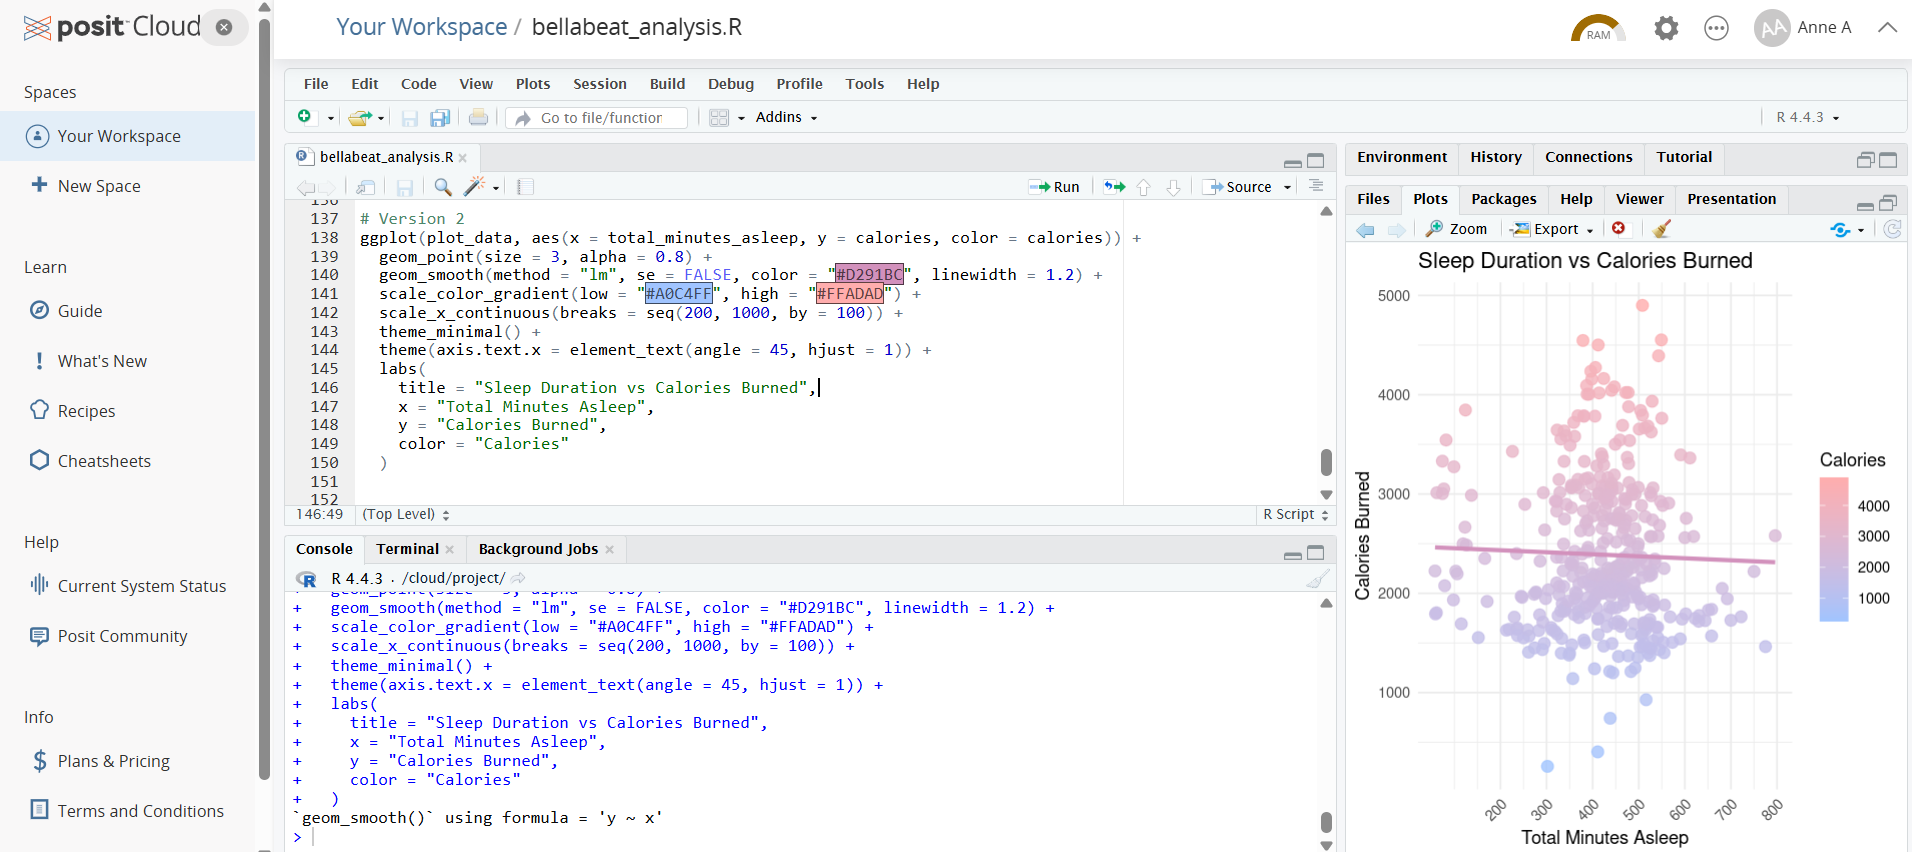 posit Cloud
Spaces
Your Workspace
New Space
Learn
Guide
What's New
Recipes
Cheatsheets
Help
Current System Status
Posit Community
Info
Plans & Pricing
Terms and Conditions
Your Workspace / bellabeat_analysis.R
RAM
AA
Anne A
File Edit Code View Plots Session Build Debug Profile Tools Help
Go to file/function
Addins
R 4.4.3
bellabeat_analysis.R
Run
Source
136
137 # Version 2
138 ggplot(plot_data, aes(x = total_minutes_asleep, y = calories, color = calories)) +
139 geom_point(size = 3, alpha = 0.8) +
140 geom_smooth(method = "lm", se = FALSE, color = "#D291BC", linewidth = 1.2) +
141 scale_color_gradient(low = "#A0C4FF", high = "#FFADAD") +
142 scale_x_continuous(breaks = seq(200, 1000, by = 100)) +
143 theme_minimal() +
144 theme(axis.text.x = element_text(angle = 45, hjust = 1)) +
145 labs(
146 title = "Sleep Duration vs Calories Burned",
147 x = "Total Minutes Asleep",
148 y = "Calories Burned",
149 color = "Calories"
150 )
151
152
146:49 (Top Level) R Script
Console Terminal Background Jobs
R 4.4.3 . /cloud/project/
+ geom_point(size = 3, alpha = 0.8) +
+ geom_smooth(method = "lm", se = FALSE, color = "#D291BC", linewidth = 1.2) +
+ scale_color_gradient(low = "#A0C4FF", high = "#FFADAD") +
+ scale_x_continuous(breaks = seq(200, 1000, by = 100)) +
+ theme_minimal() +
+ theme(axis.text.x = element_text(angle = 45, hjust = 1)) +
+ labs(
+ title = "Sleep Duration vs Calories Burned",
+ x = "Total Minutes Asleep",
+ y = "Calories Burned",
+ color = "Calories"
+ )
`geom_smooth()` using formula = 'y ~ x'
>
Environment History Connections Tutorial
Files Plots Packages Help Viewer Presentation
Zoom Export
Sleep Duration vs Calories Burned
5000
4000
3000
2000
1000
Calories Burned
200 300 400 500 600 700 800
Total Minutes Asleep
Calories
4000
3000
2000
1000